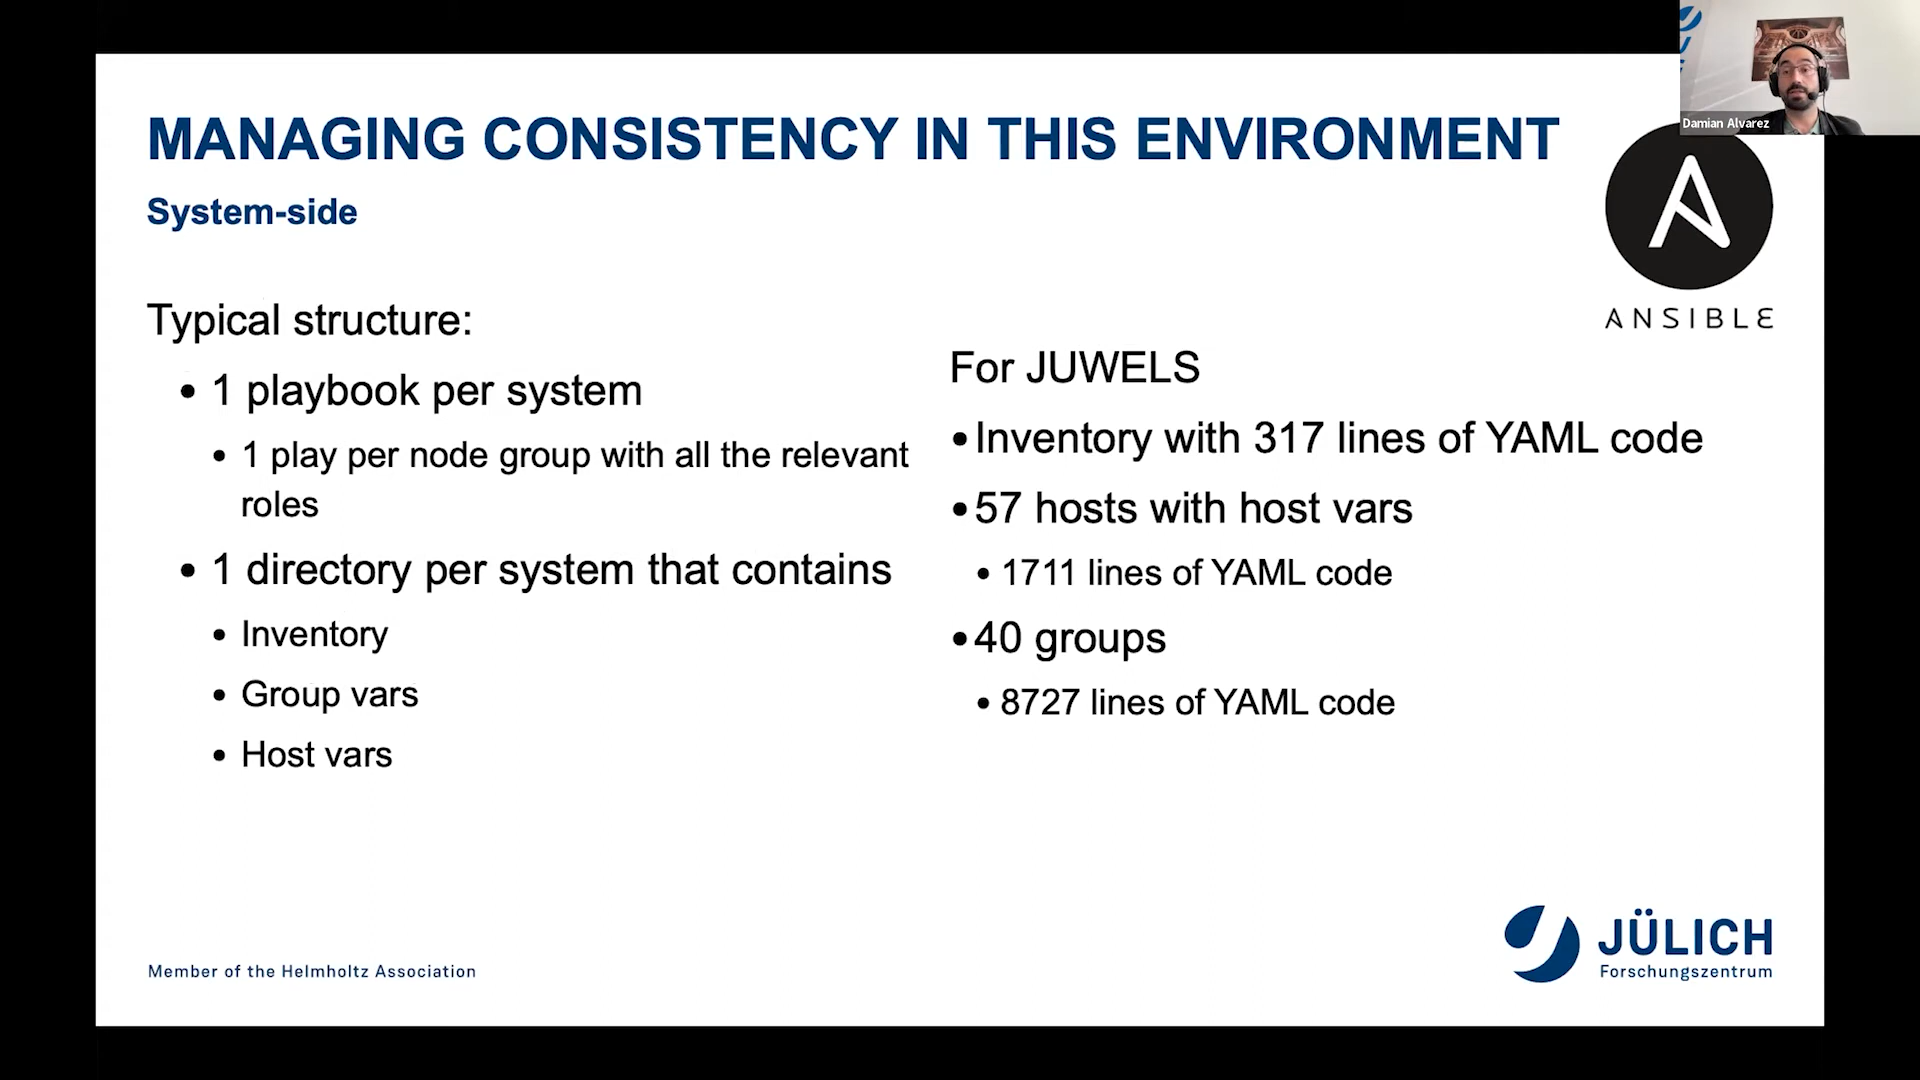 Damian Alvarez
MANAGING CONSISTENCY IN THIS ENVIRONMENT
System-side
ANSIBLE
Typical structure:
• 1 playbook per system
• 1 play per node group with all the relevant
roles
• 1 directory per system that contains
• Inventory
• Group vars
• Host vars
For JUWELS
•Inventory with 317 lines of YAML code
•57 hosts with host vars
• 1711 lines of YAML code
•40 groups
• 8727 lines of YAML code
Member of the Helmholtz Association
JÜLICH
Forschungszentrum